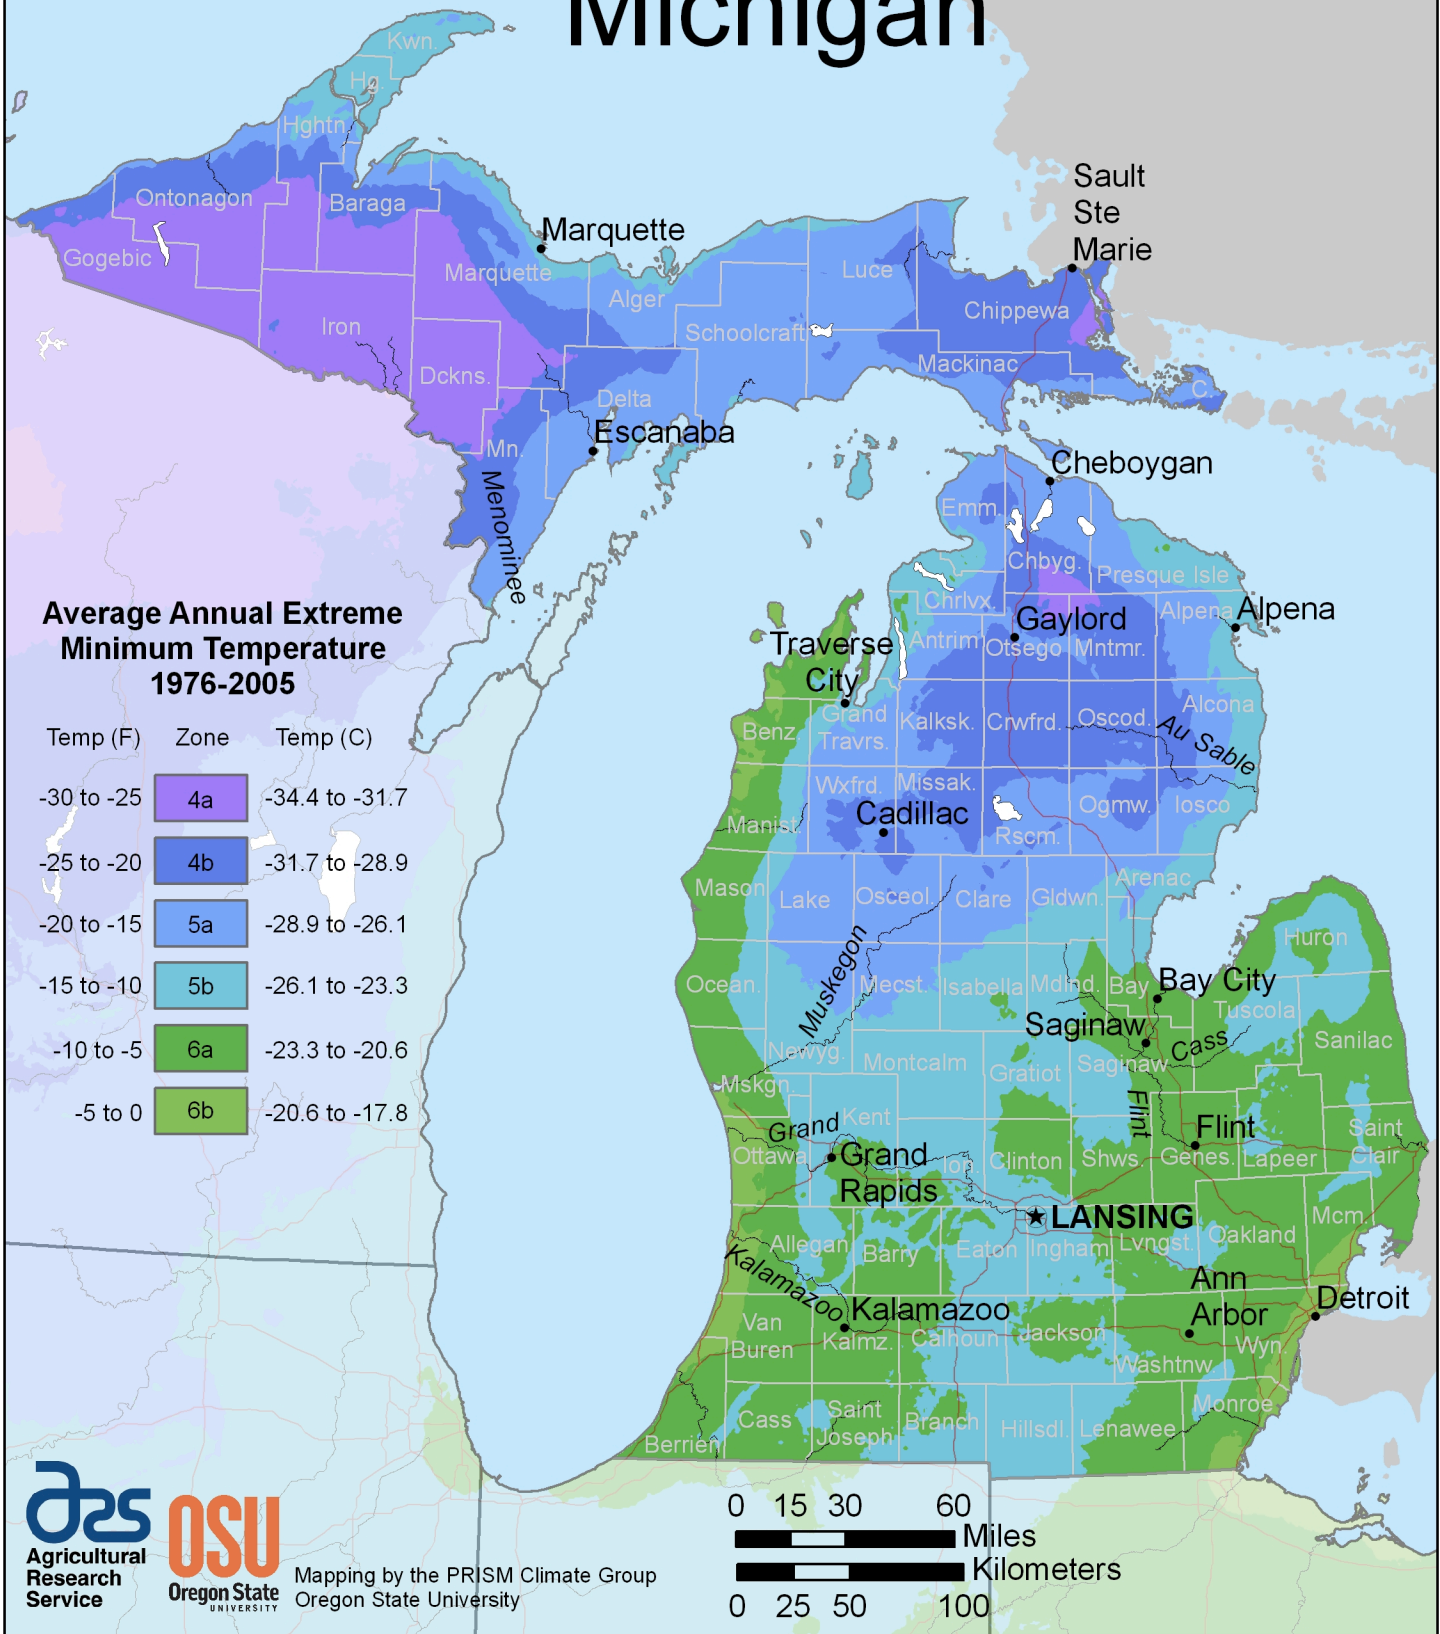 Michigan
Kwn.
Hg.
Hghtn.
Ontonagon
Baraga
Gogebic
Marquette
Marquette
Iron
Dckns.
Alger
Schoolcraft
Luce
Chippewa
Mackinac
Delta
Escanaba
Mn.
Menominee
C.
Sault
Ste
Marie
Cheboygan
Emm.
Chbyg.
Presque Isle
Chrlvx.
Alpena
Alpena
Gaylord
Antrim
Otsego
Mntmr.
Traverse
City
Benz.
Grand
Travrs.
Kalksk.
Crwfrd.
Oscod.
Alcona
Au Sable
Manist.
Wxfrd.
Missak.
Cadillac
Rscm.
Ogmw.
Iosco
Mason
Lake
Osceol.
Clare
Gldwn.
Arenac
Huron
Ocean.
Muskegon
Mecst.
Isabella
Mdlnd.
Bay
Bay City
Tuscola
Sanilac
Saginaw
Cass
Newyg.
Montcalm
Gratiot
Saginaw
Mskgn.
Kent
Flint
Flint
Saint
Clair
Grand
Ottawa
Grand
Rapids
Ion.
Clinton
Shws.
Genes.
Lapeer
LANSING
Mcm.
Allegan
Barry
Eaton
Ingham
Lvngst.
Oakland
Kalamazoo
Kalamazoo
Ann
Arbor
Detroit
Van
Buren
Kalmz.
Calhoun
Jackson
Washtnw.
Wyn.
Berrien
Cass
Saint
Joseph
Branch
Hillsdl.
Lenawee
Monroe
Average Annual Extreme
Minimum Temperature
1976-2005
Temp (F) Zone Temp (C)
-30 to -25 4a -34.4 to -31.7
-25 to -20 4b -31.7 to -28.9
-20 to -15 5a -28.9 to -26.1
-15 to -10 5b -26.1 to -23.3
-10 to -5 6a -23.3 to -20.6
-5 to 0 6b -20.6 to -17.8
ars
Agricultural
Research
Service
OSU
Oregon State
UNIVERSITY
Mapping by the PRISM Climate Group
Oregon State University
0 15 30 60
Miles
Kilometers
0 25 50 100